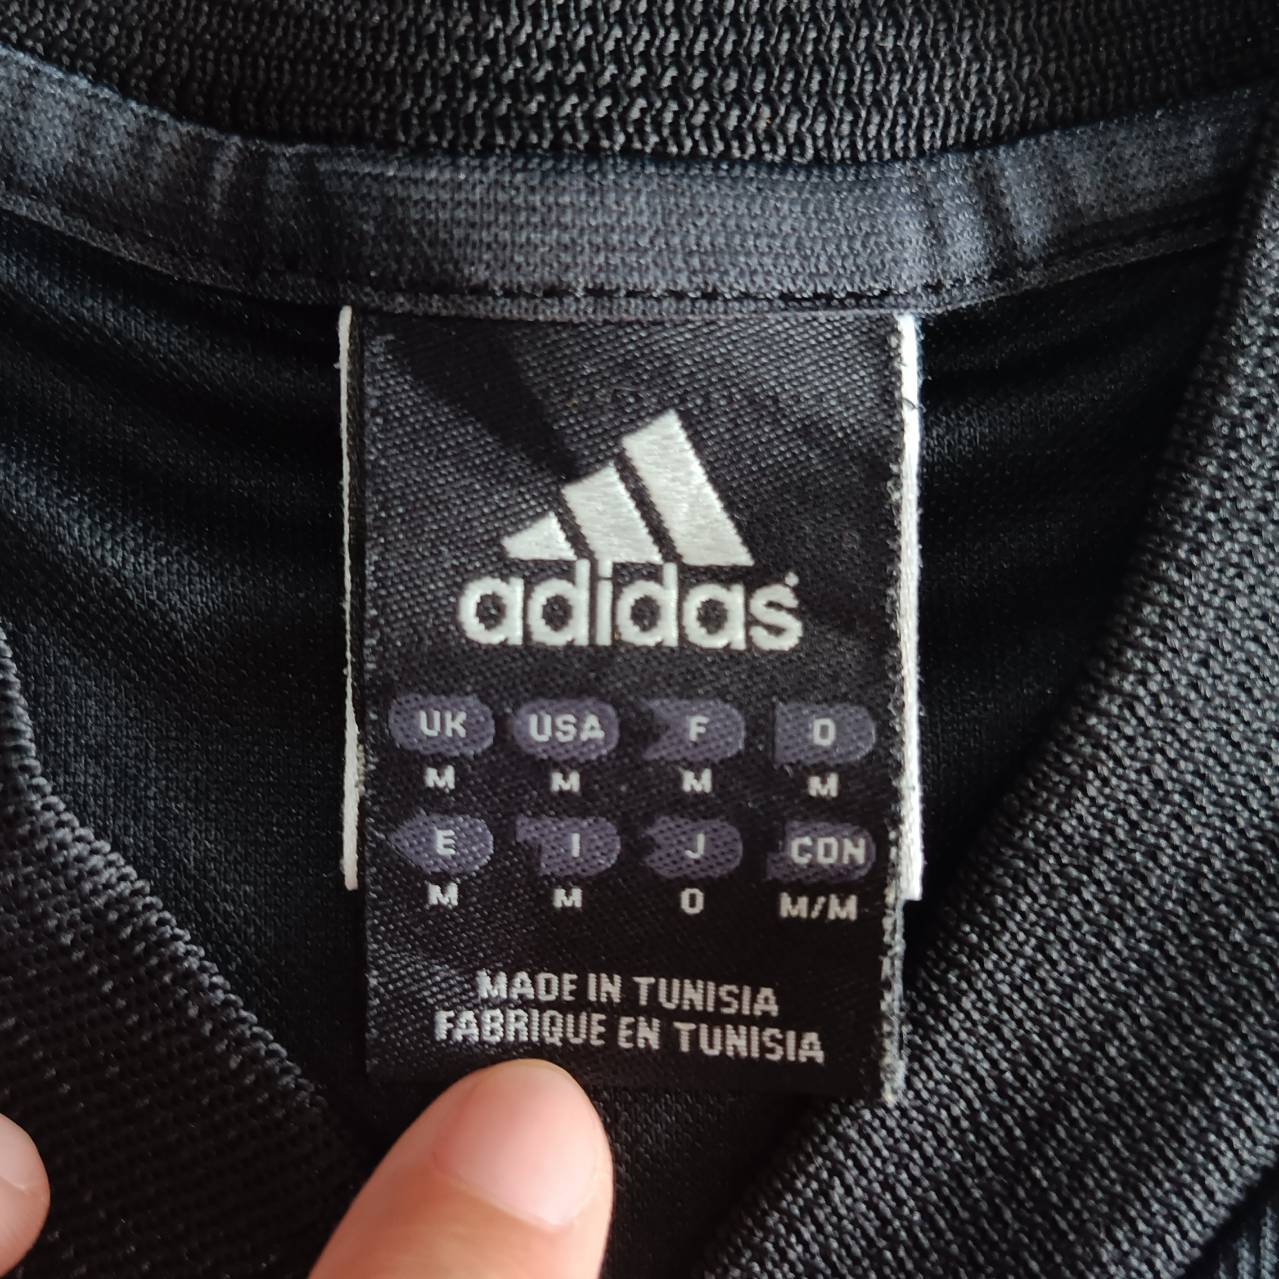 adidas
UK USA F D
M M M M
E I J CDN
M M O M/M
MADE IN TUNISIA
FABRIQUE EN TUNISIA